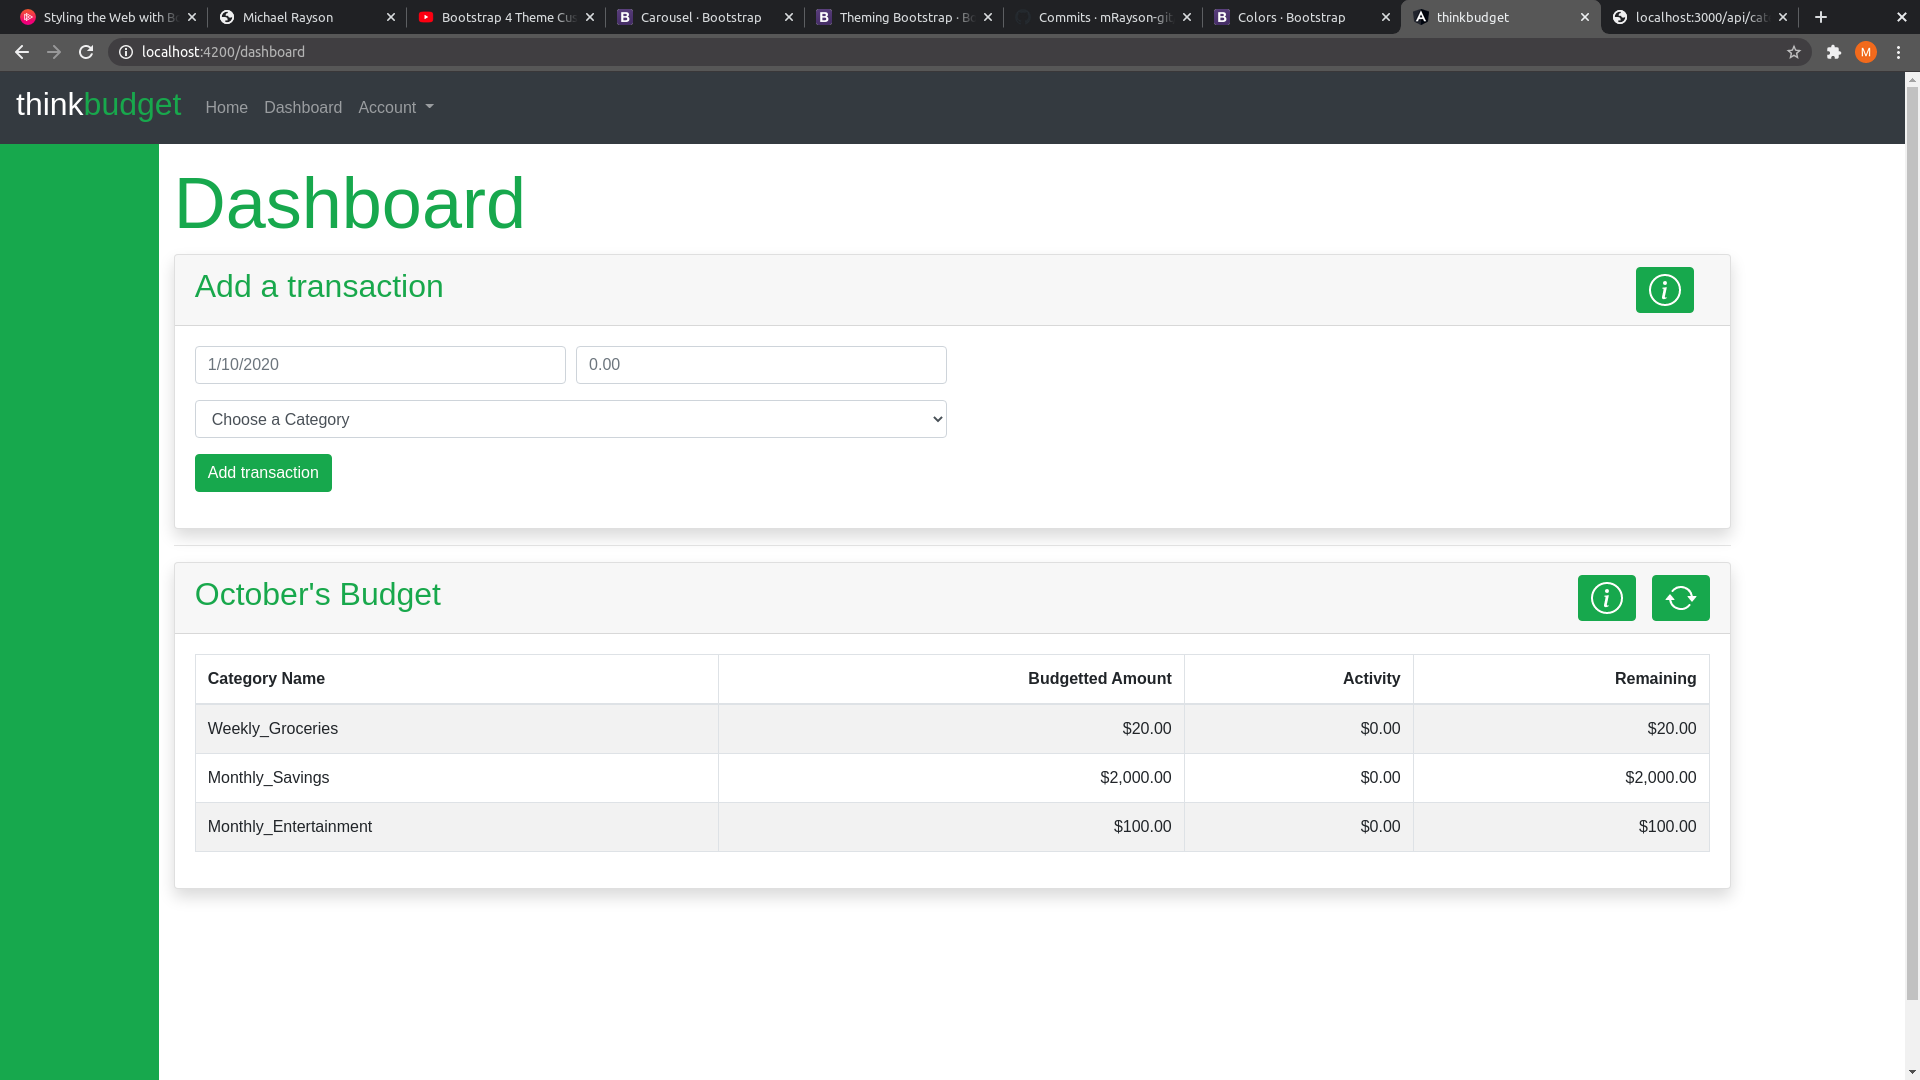 Styling the Web with Bo
Michael Rayson
Bootstrap 4 Theme Cus
Carousel · Bootstrap
Theming Bootstrap · Bo
Commits · mRayson-git
Colors · Bootstrap
thinkbudget
localhost:3000/api/cat
localhost:4200/dashboard
M
thinkbudget Home Dashboard Account
Dashboard
Add a transaction
1/10/2020 0.00
Choose a Category
Add transaction
October's Budget
Category Name Budgetted Amount Activity Remaining
Weekly_Groceries $20.00 $0.00 $20.00
Monthly_Savings $2,000.00 $0.00 $2,000.00
Monthly_Entertainment $100.00 $0.00 $100.00